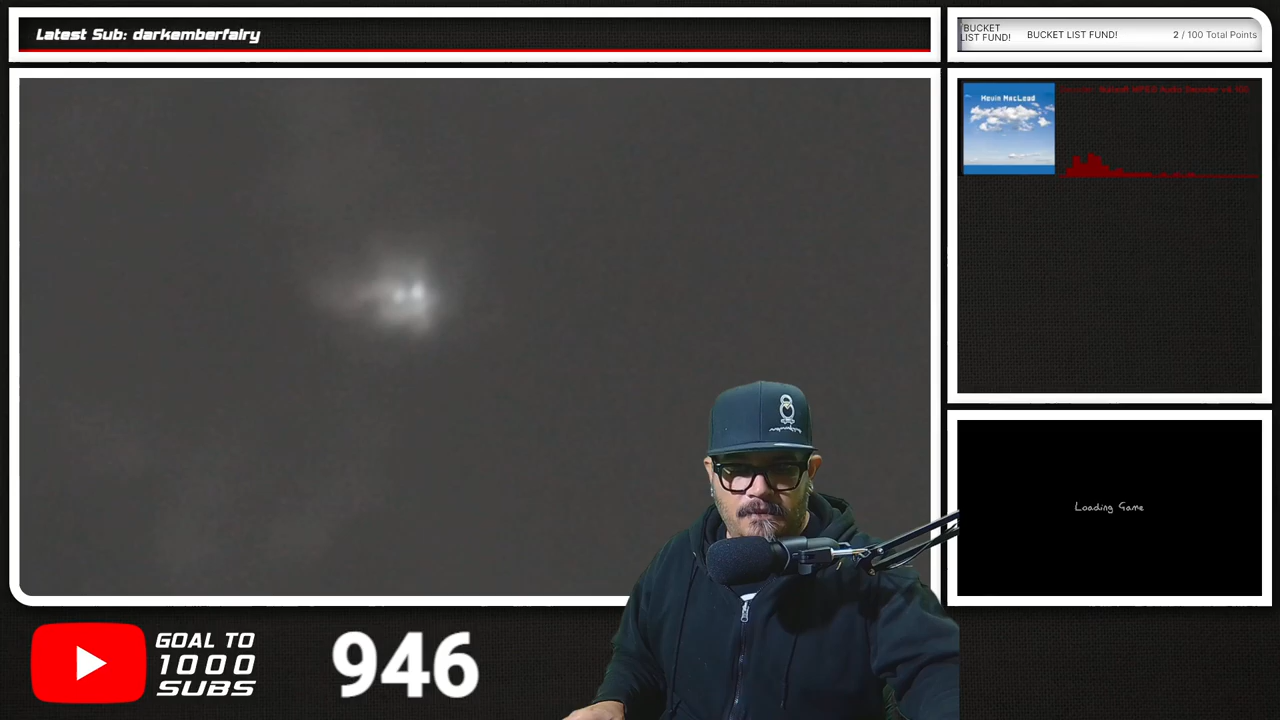 Latest Sub: darkemberfairy
BUCKET
LIST FUND!
BUCKET LIST FUND!
2 / 100 Total Points
Kevin MacLeod
Loading Game
GOAL TO
1000
SUBS
946